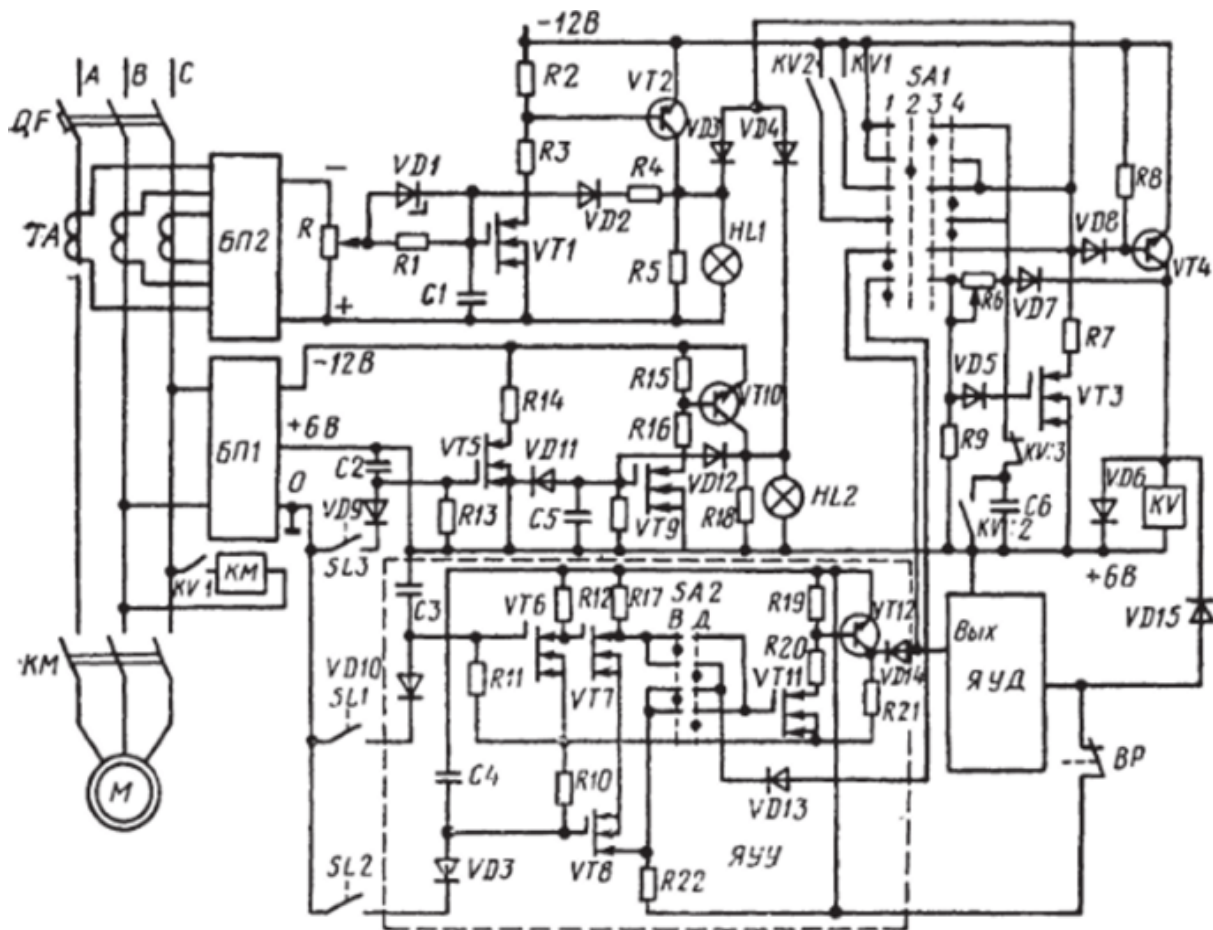 -12В
А В С
QF
R2
VT2
KV2
KV1
SA1
1 2 3 4
VD3
VD4
R3
VD1
R4
R8
TA
БП2
R
R1
VD2
VT1
HL1
VD8
VT4
R5
C1
R6
VD7
-12В
R15
VT10
R7
VD5
VT3
R14
R16
+6В
VT5
VD11
БП1
C2
R9
KV:3
0
VD9
R13
C5
VD12
VT9
R18
HL2
VD6
KV
C6
KV:2
SL3
KV1
КМ
+6В
C3
VT6
R12
R17
SA2
В Д
R19
VT12
VD15
Вых
КМ
VD10
R11
VT7
R20
VT11
VD14
ЯУД
SL1
R21
ВР
C4
R10
VD13
М
ЯУУ
SL2
VD3
VT8
R22